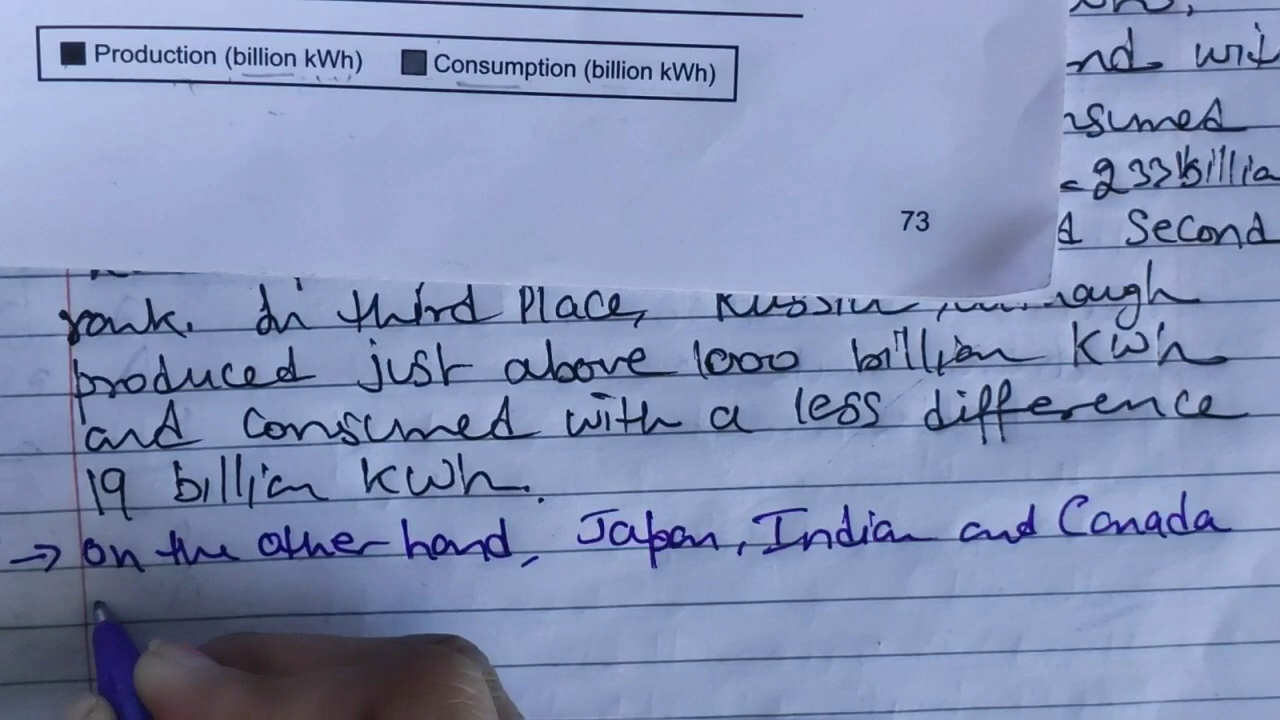 Production (billion kWh) Consumption (billion kWh)
73
nd wit
nsumed
= 233 billia
d Second
rank. In third Place, Russia,
produced just above 1000 billion Kwh
and consumed with a less difference
19 billion Kwh.
→ on the other hand, Japan, Indian and Canada